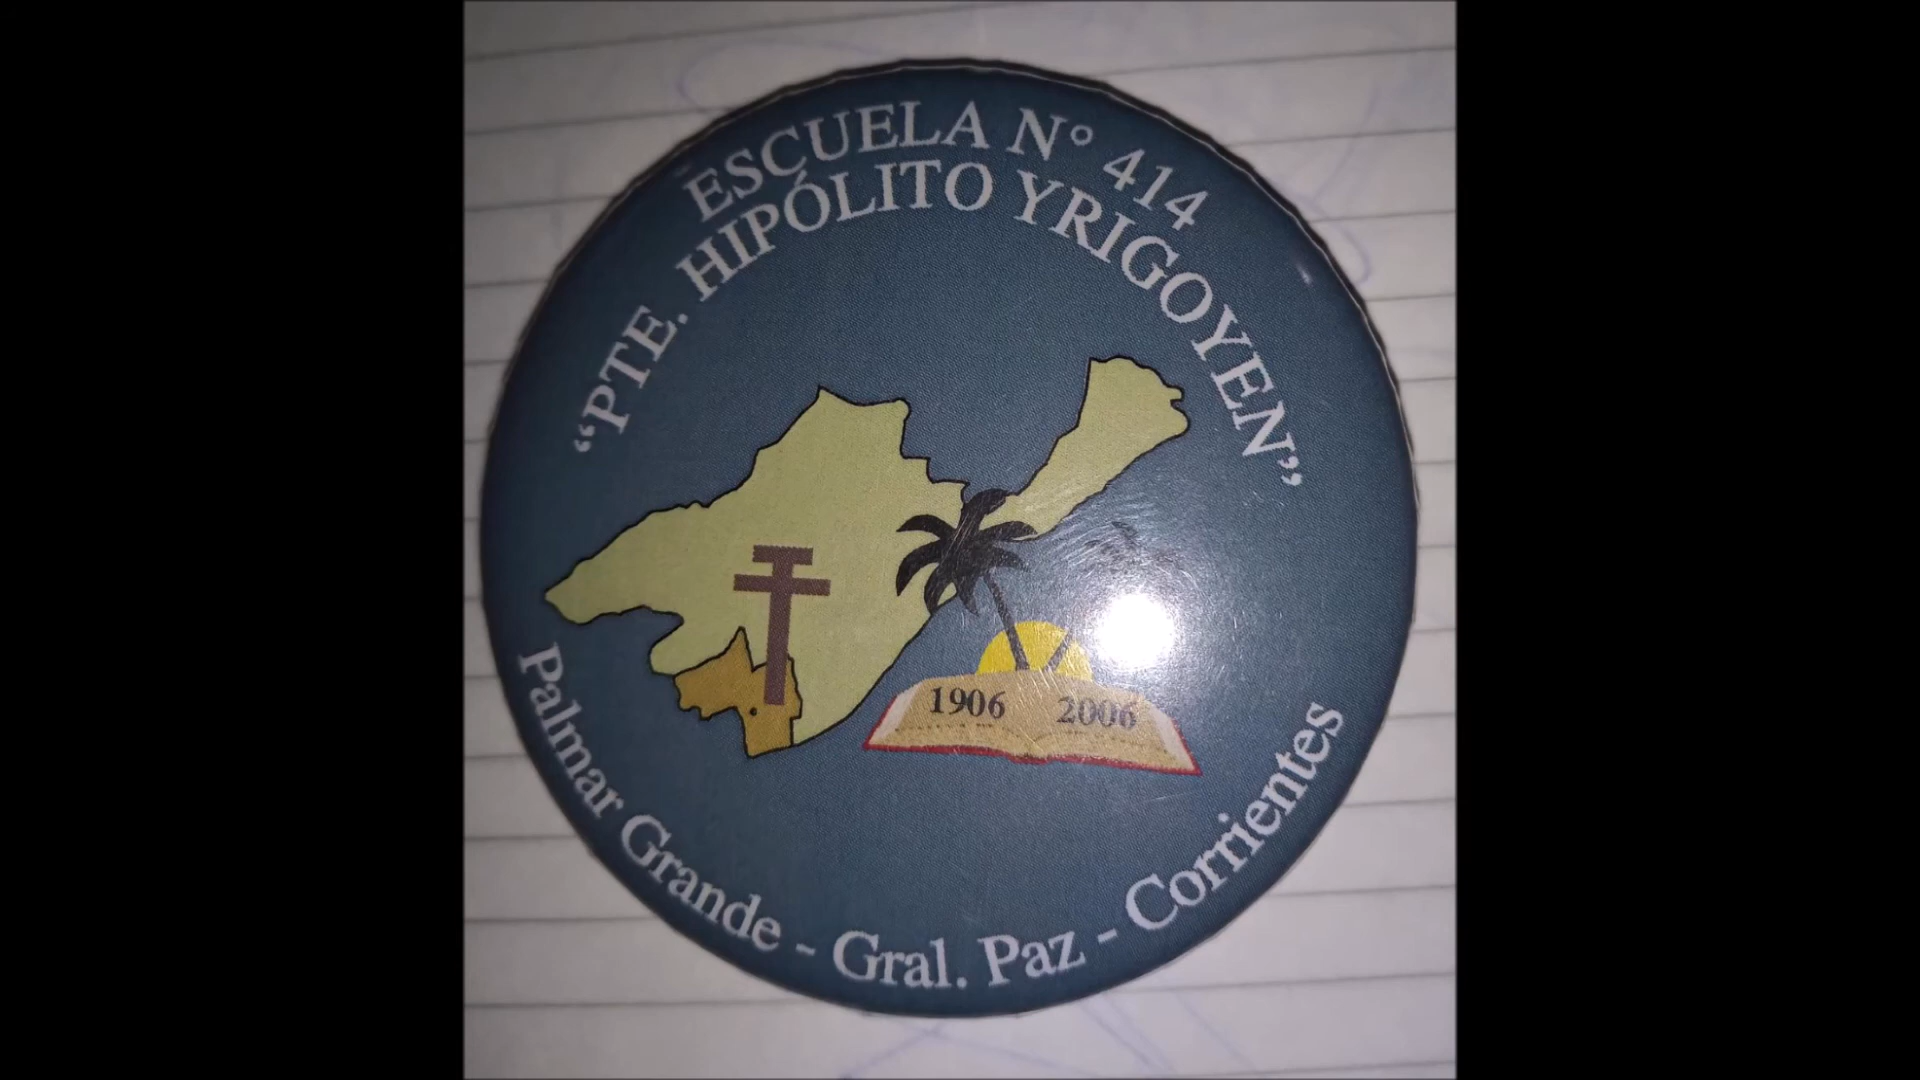 ESCUELA N° 414
“PTE. HIPÓLITO YRIGOYEN”
1906 2006
Palmar Grande - Gral. Paz - Corrientes